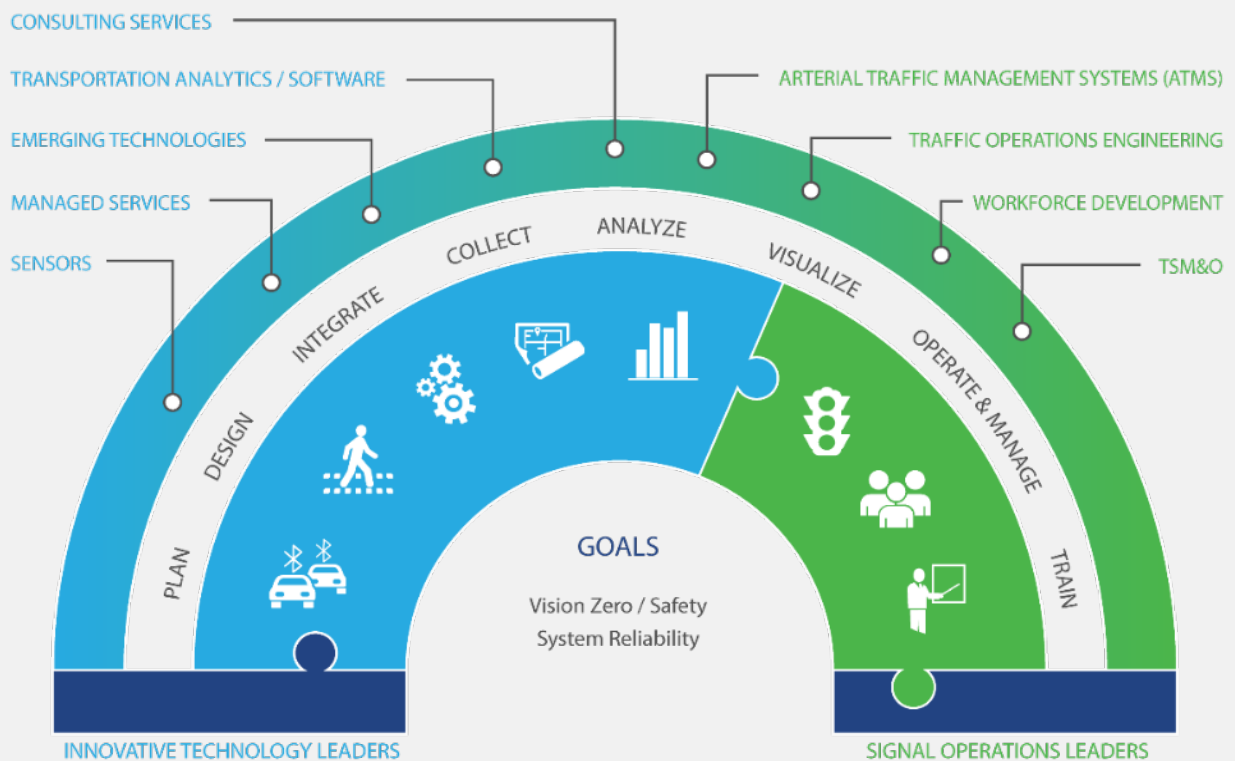 CONSULTING SERVICES
TRANSPORTATION ANALYTICS / SOFTWARE
EMERGING TECHNOLOGIES
MANAGED SERVICES
SENSORS
ARTERIAL TRAFFIC MANAGEMENT SYSTEMS (ATMS)
TRAFFIC OPERATIONS ENGINEERING
WORKFORCE DEVELOPMENT
TSM&O
PLAN
DESIGN
INTEGRATE
COLLECT
ANALYZE
VISUALIZE
OPERATE & MANAGE
TRAIN
GOALS
Vision Zero / Safety
System Reliability
INNOVATIVE TECHNOLOGY LEADERS
SIGNAL OPERATIONS LEADERS